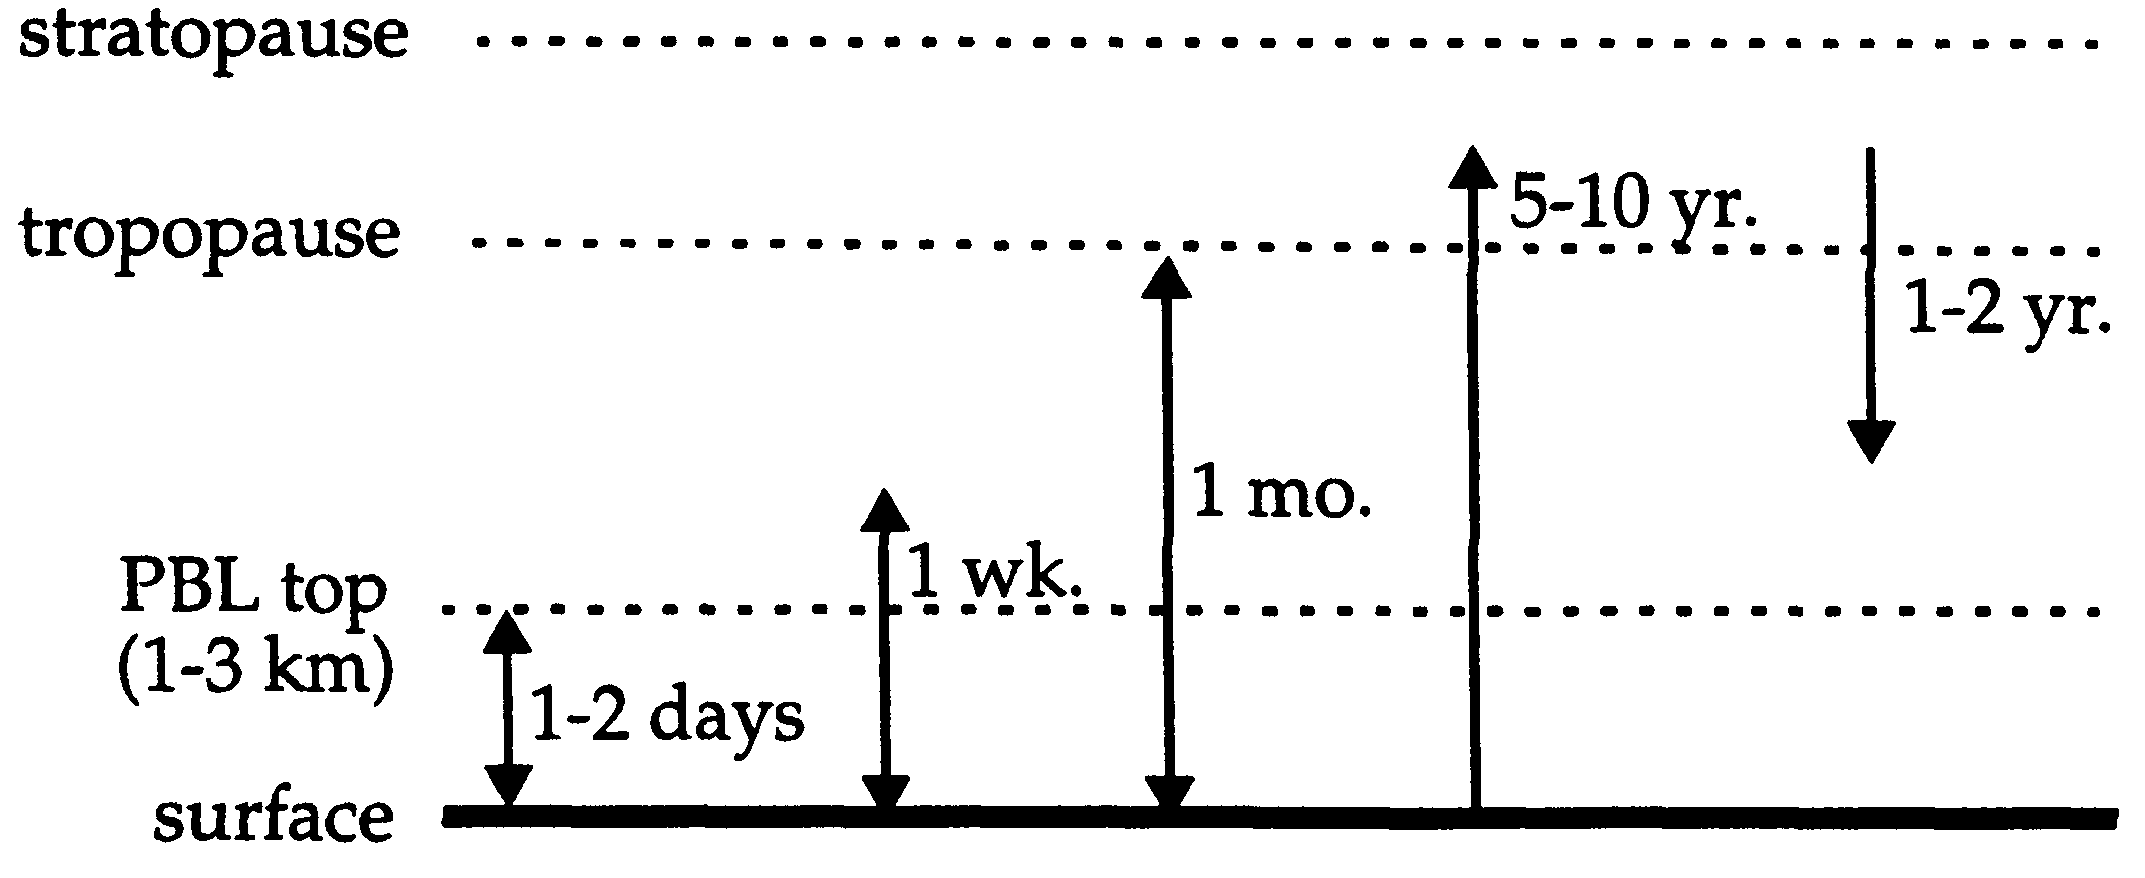 stratopause
tropopause
5-10 yr.
1-2 yr.
1 mo.
1 wk.
PBL top
(1-3 km)
1-2 days
surface